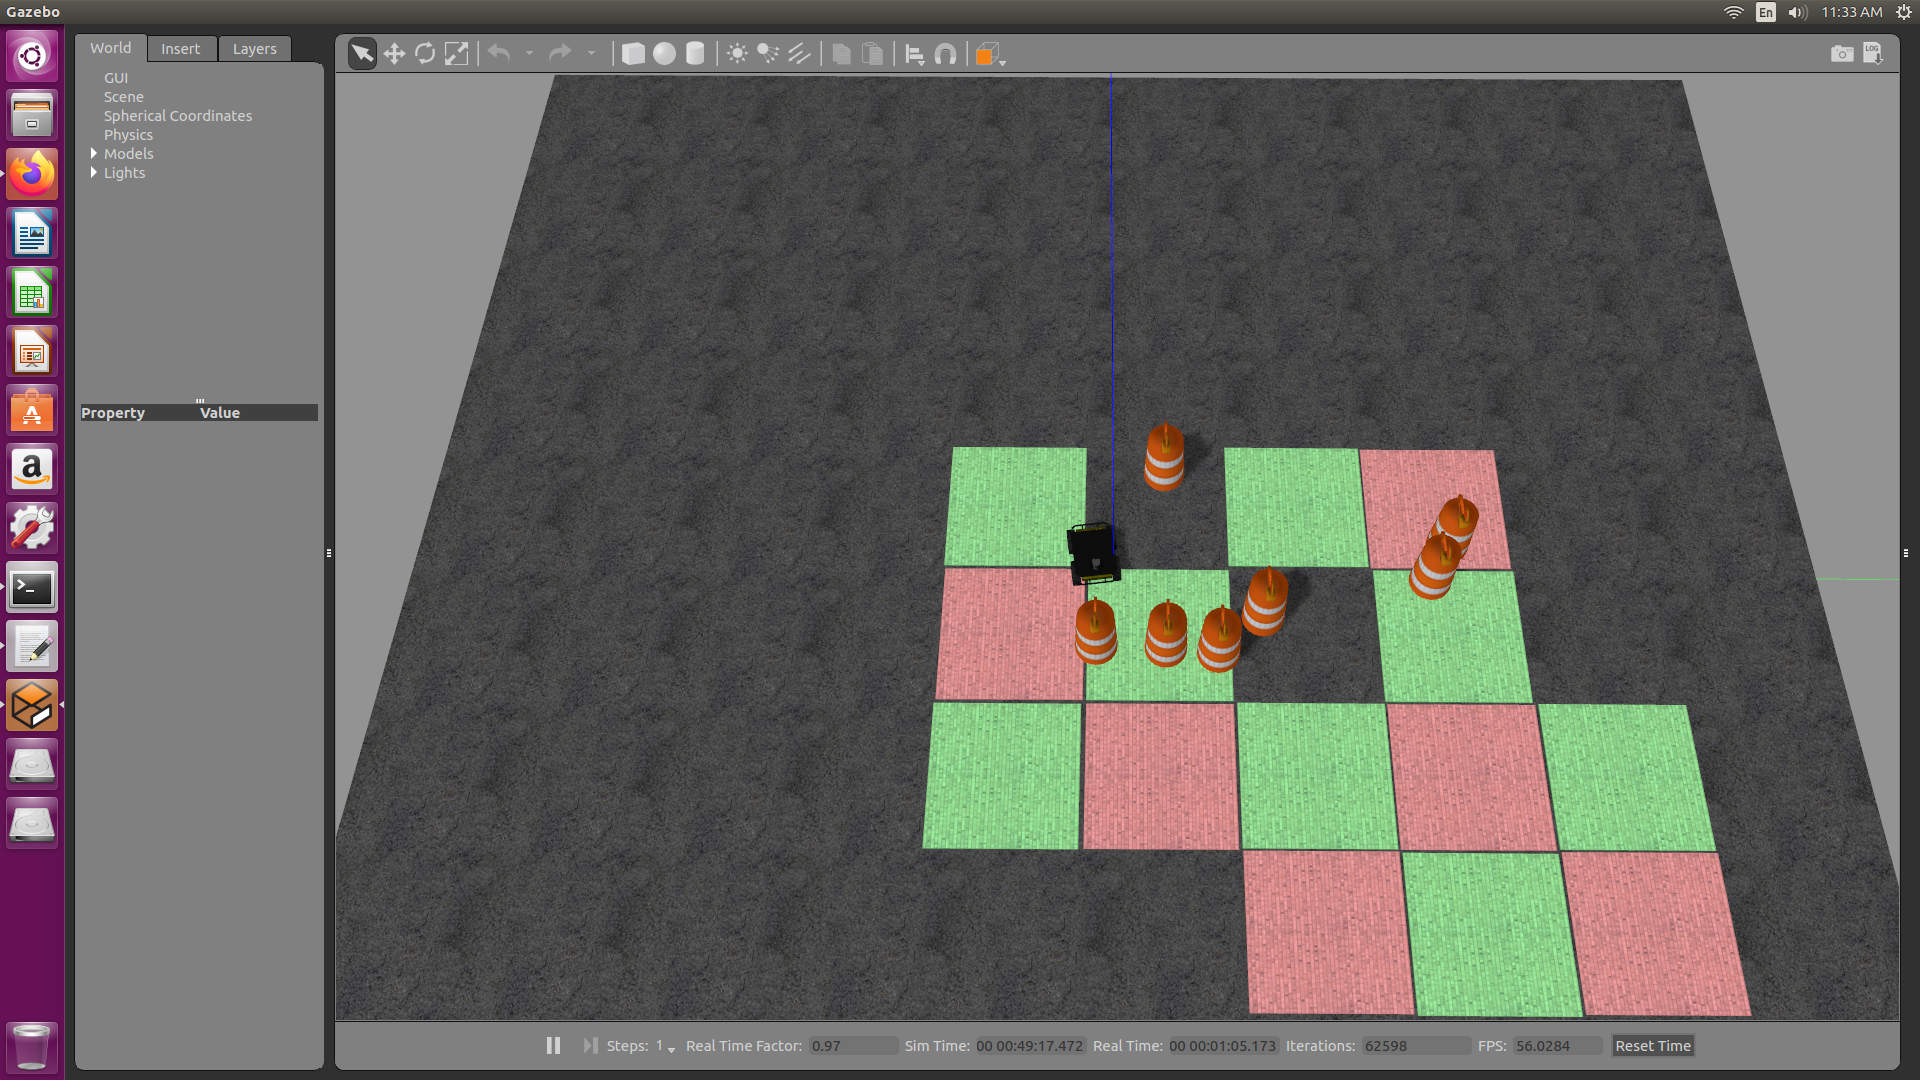 Gazebo
En
11:33 AM
World
Insert
Layers
LOG
GUI
Scene
Spherical Coordinates
Physics
Models
Lights
Property
Value
Steps: 1
Real Time Factor: 0.97
Sim Time: 00 00:49:17.472
Real Time: 00 00:01:05.173
Iterations: 62598
FPS: 56.0284
Reset Time